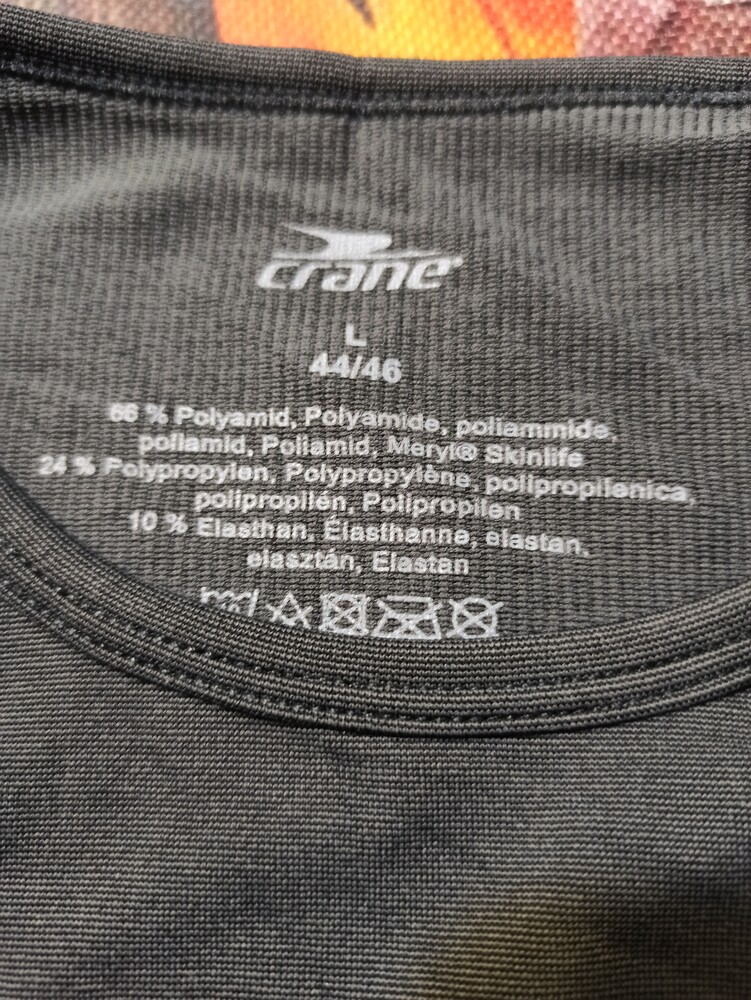 crane
L
44/46
66 % Polyamid, Polyamide, poliammide,
poliamid, Poliamid, Meryl® Skinlife
24 % Polypropylen, Polypropylène, polipropilenica,
polipropilén, Polipropilen
10 % Elasthan, Élasthanne, elastan,
elasztán, Elastan